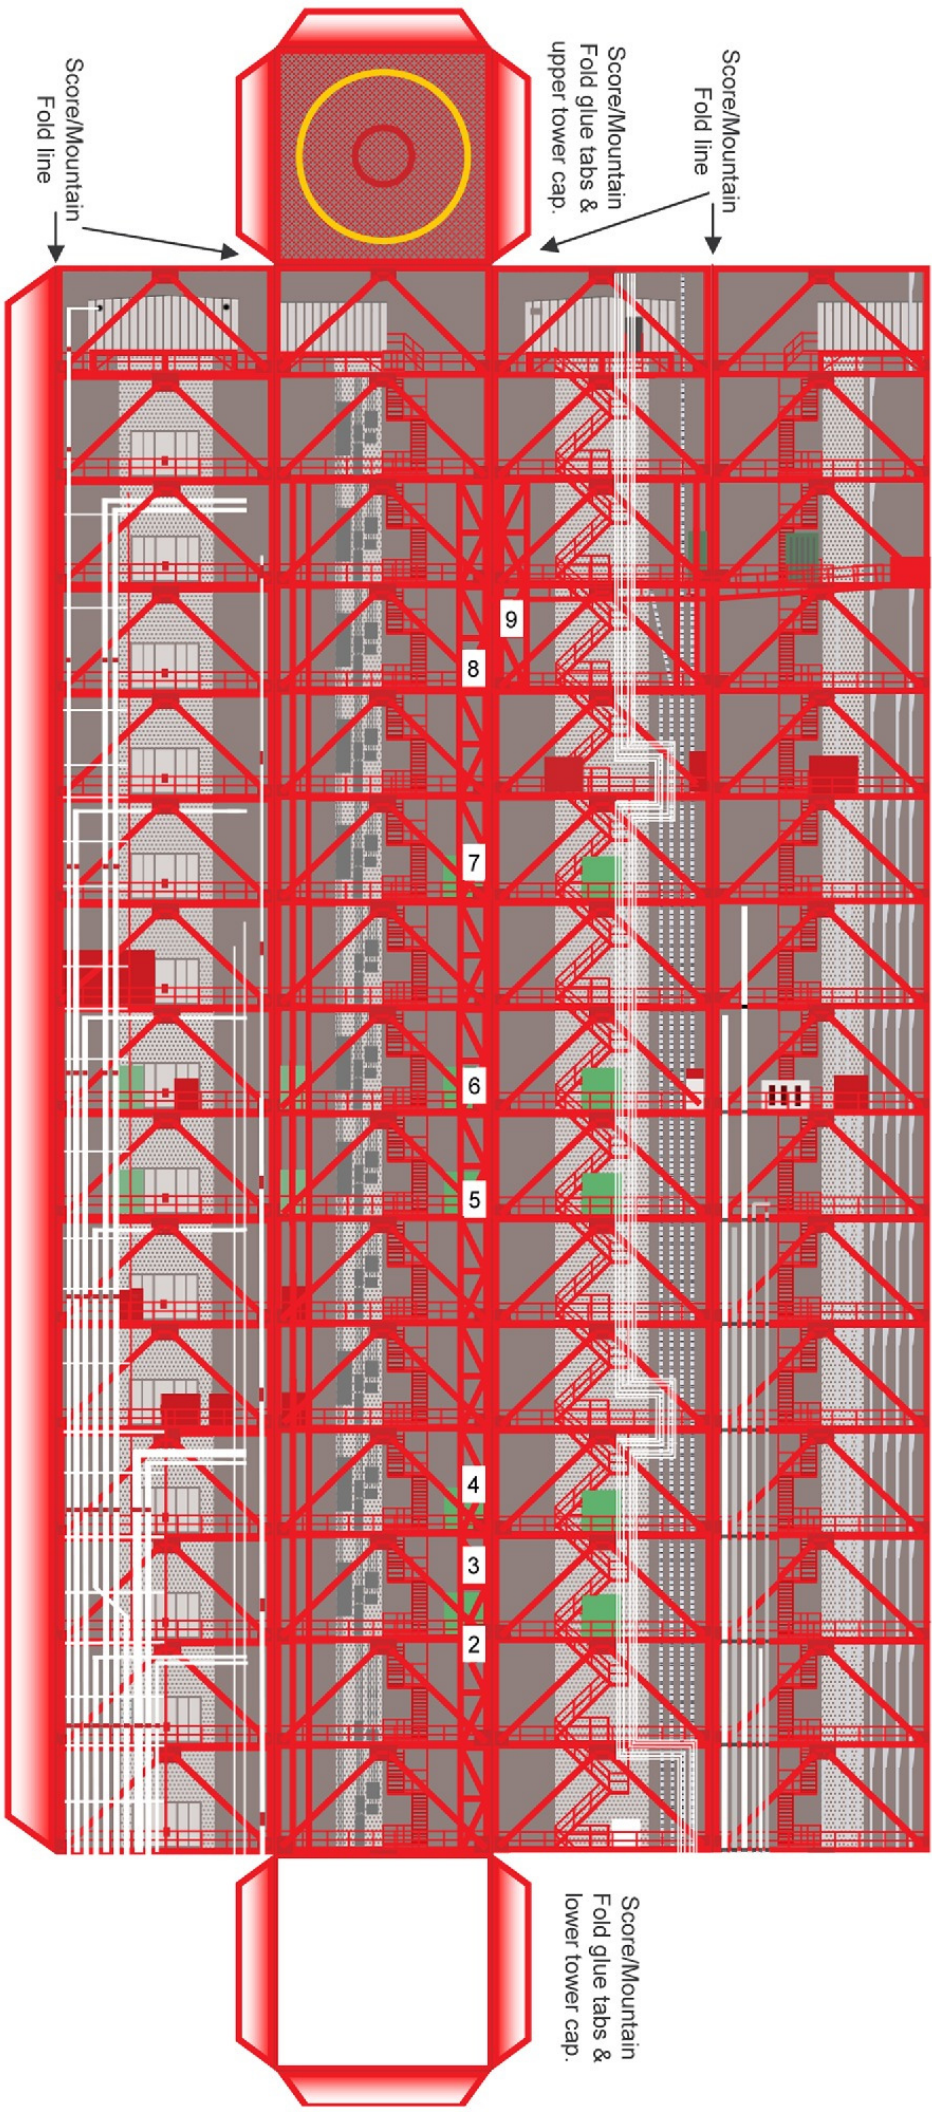 Score/Mountain
Fold line
Score/Mountain
Fold glue tabs &
upper tower cap.
Score/Mountain
Fold line
9
8
7
6
5
4
3
2
Score/Mountain
Fold glue tabs &
lower tower cap.